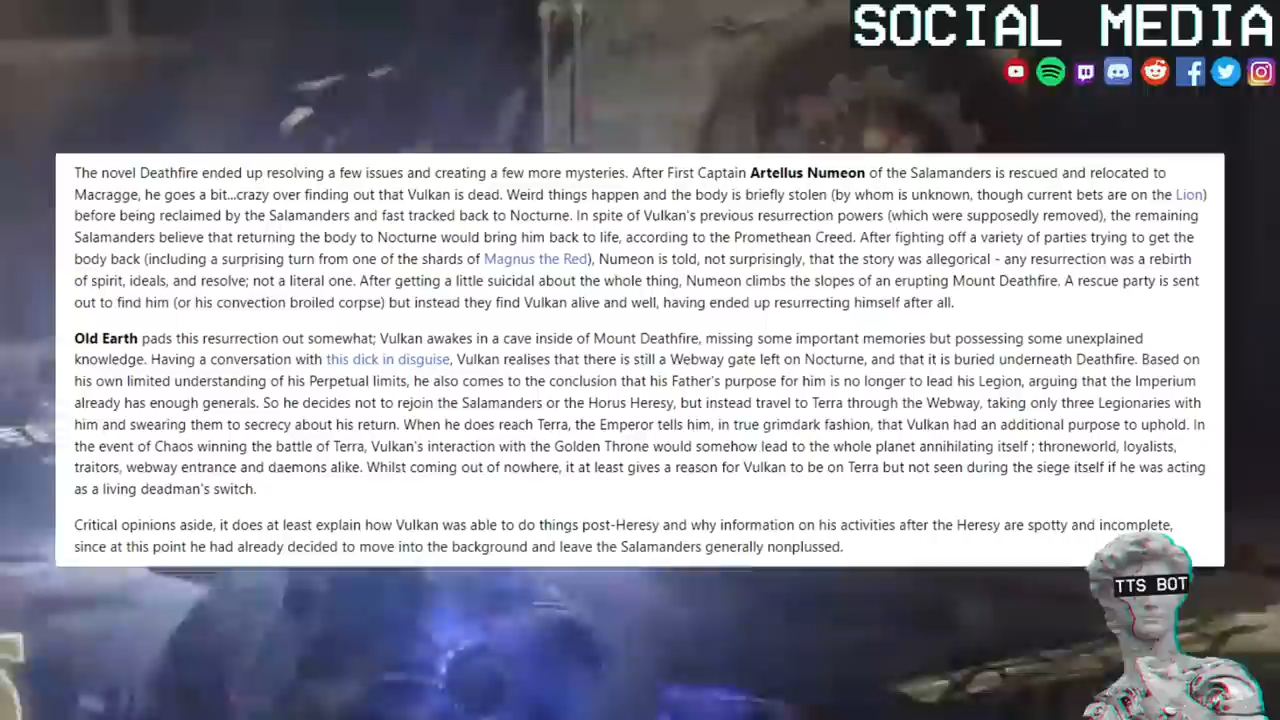 SOCIAL MEDIA
The novel Deathfire ended up resolving a few issues and creating a few more mysteries. After First Captain Artellus Numeon of the Salamanders is rescued and relocated to
Macragge, he goes a bit...crazy over finding out that Vulkan is dead. Weird things happen and the body is briefly stolen (by whom is unknown, though current bets are on the Lion)
before being reclaimed by the Salamanders and fast tracked back to Nocturne. In spite of Vulkan's previous resurrection powers (which were supposedly removed), the remaining
Salamanders believe that returning the body to Nocturne would bring him back to life, according to the Promethean Creed. After fighting off a variety of parties trying to get the
body back (including a surprising turn from one of the shards of Magnus the Red), Numeon is told, not surprisingly, that the story was allegorical - any resurrection was a rebirth
of spirit, ideals, and resolve; not a literal one. After getting a little suicidal about the whole thing, Numeon climbs the slopes of an erupting Mount Deathfire. A rescue party is sent
out to find him (or his convection broiled corpse) but instead they find Vulkan alive and well, having ended up resurrecting himself after all.
Old Earth pads this resurrection out somewhat; Vulkan awakes in a cave inside of Mount Deathfire, missing some important memories but possessing some unexplained
knowledge. Having a conversation with this dick in disguise, Vulkan realises that there is still a Webway gate left on Nocturne, and that it is buried underneath Deathfire. Based on
his own limited understanding of his Perpetual limits, he also comes to the conclusion that his Father's purpose for him is no longer to lead his Legion, arguing that the Imperium
already has enough generals. So he decides not to rejoin the Salamanders or the Horus Heresy, but instead travel to Terra through the Webway, taking only three Legionaries with
him and swearing them to secrecy about his return. When he does reach Terra, the Emperor tells him, in true grimdark fashion, that Vulkan had an additional purpose to uphold. In
the event of Chaos winning the battle of Terra, Vulkan's interaction with the Golden Throne would somehow lead to the whole planet annihilating itself ; throneworld, loyalists,
traitors, webway entrance and daemons alike. Whilst coming out of nowhere, it at least gives a reason for Vulkan to be on Terra but not seen during the siege itself if he was acting
as a living deadman's switch.
Critical opinions aside, it does at least explain how Vulkan was able to do things post-Heresy and why information on his activities after the Heresy are spotty and incomplete,
since at this point he had already decided to move into the background and leave the Salamanders generally nonplussed.
TTS BOT